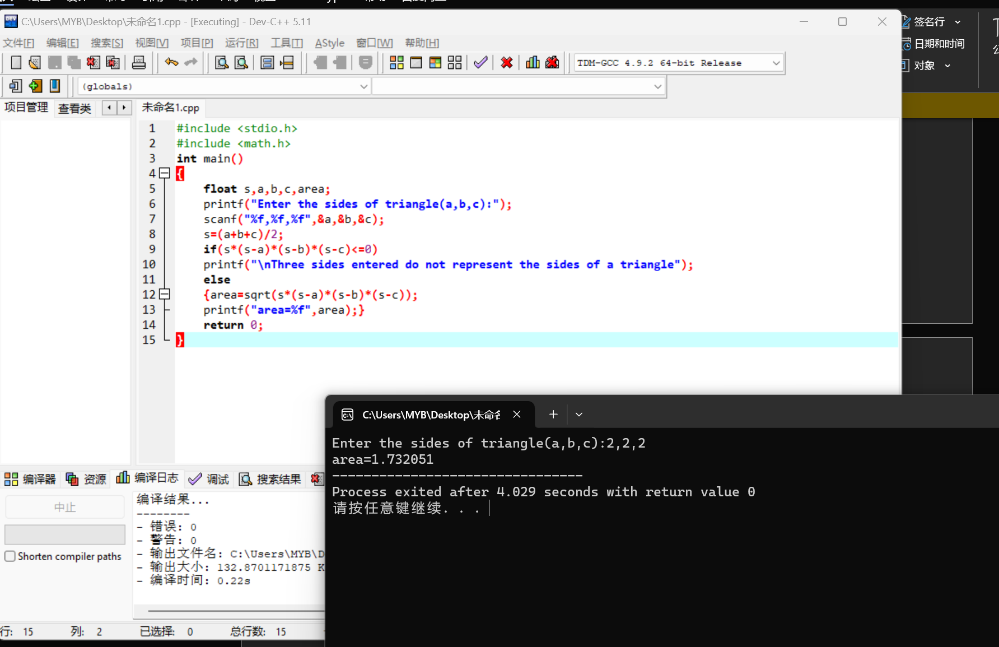 C:\Users\MYB\Desktop\未命名1.cpp - [Executing] - Dev-C++ 5.11
签名行
文件[F] 编辑[E] 搜索[S] 视图[V] 项目[P] 运行[R] 工具[T] AStyle 窗口[W] 帮助[H]
日期和时间
TDM-GCC 4.9.2 64-bit Release
对象
(globals)
项目管理 查看类 未命名1.cpp
1 #include <stdio.h>
2 #include <math.h>
3 int main()
4 {
5 float s,a,b,c,area;
6 printf("Enter the sides of triangle(a,b,c):");
7 scanf("%f,%f,%f",&a,&b,&c);
8 s=(a+b+c)/2;
9 if(s*(s-a)*(s-b)*(s-c)<=0)
10 printf("\nThree sides entered do not represent the sides of a triangle");
11 else
12 {area=sqrt(s*(s-a)*(s-b)*(s-c));
13 printf("area=%f",area);}
14 return 0;
15 }
C:\Users\MYB\Desktop\未命名
Enter the sides of triangle(a,b,c):2,2,2
area=1.732051
--------------------------------
Process exited after 4.029 seconds with return value 0
请按任意键继续. . .
编译器 资源 编译日志 调试 搜索结果
中止
Shorten compiler paths
编译结果...
--------
- 错误: 0
- 警告: 0
- 输出文件名: C:\Users\MYB\D
- 输出大小: 132.8701171875 K
- 编译时间: 0.22s
行: 15 列: 2 已选择: 0 总行数: 15